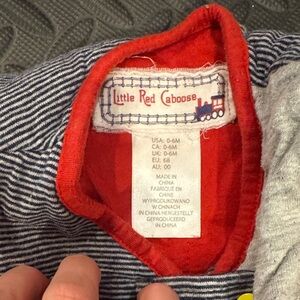 Little Red Caboose
USA: 0-6M
CA: 0-6M
UK: 0-6M
EU: 68
AU: 00
MADE IN
CHINA
FABRIQUÉ EN
CHINE
WYPRODUKOWANO
W CHINACH
IN CHINA HERGESTELLT
GEPRODUCEERD
IN CHINA